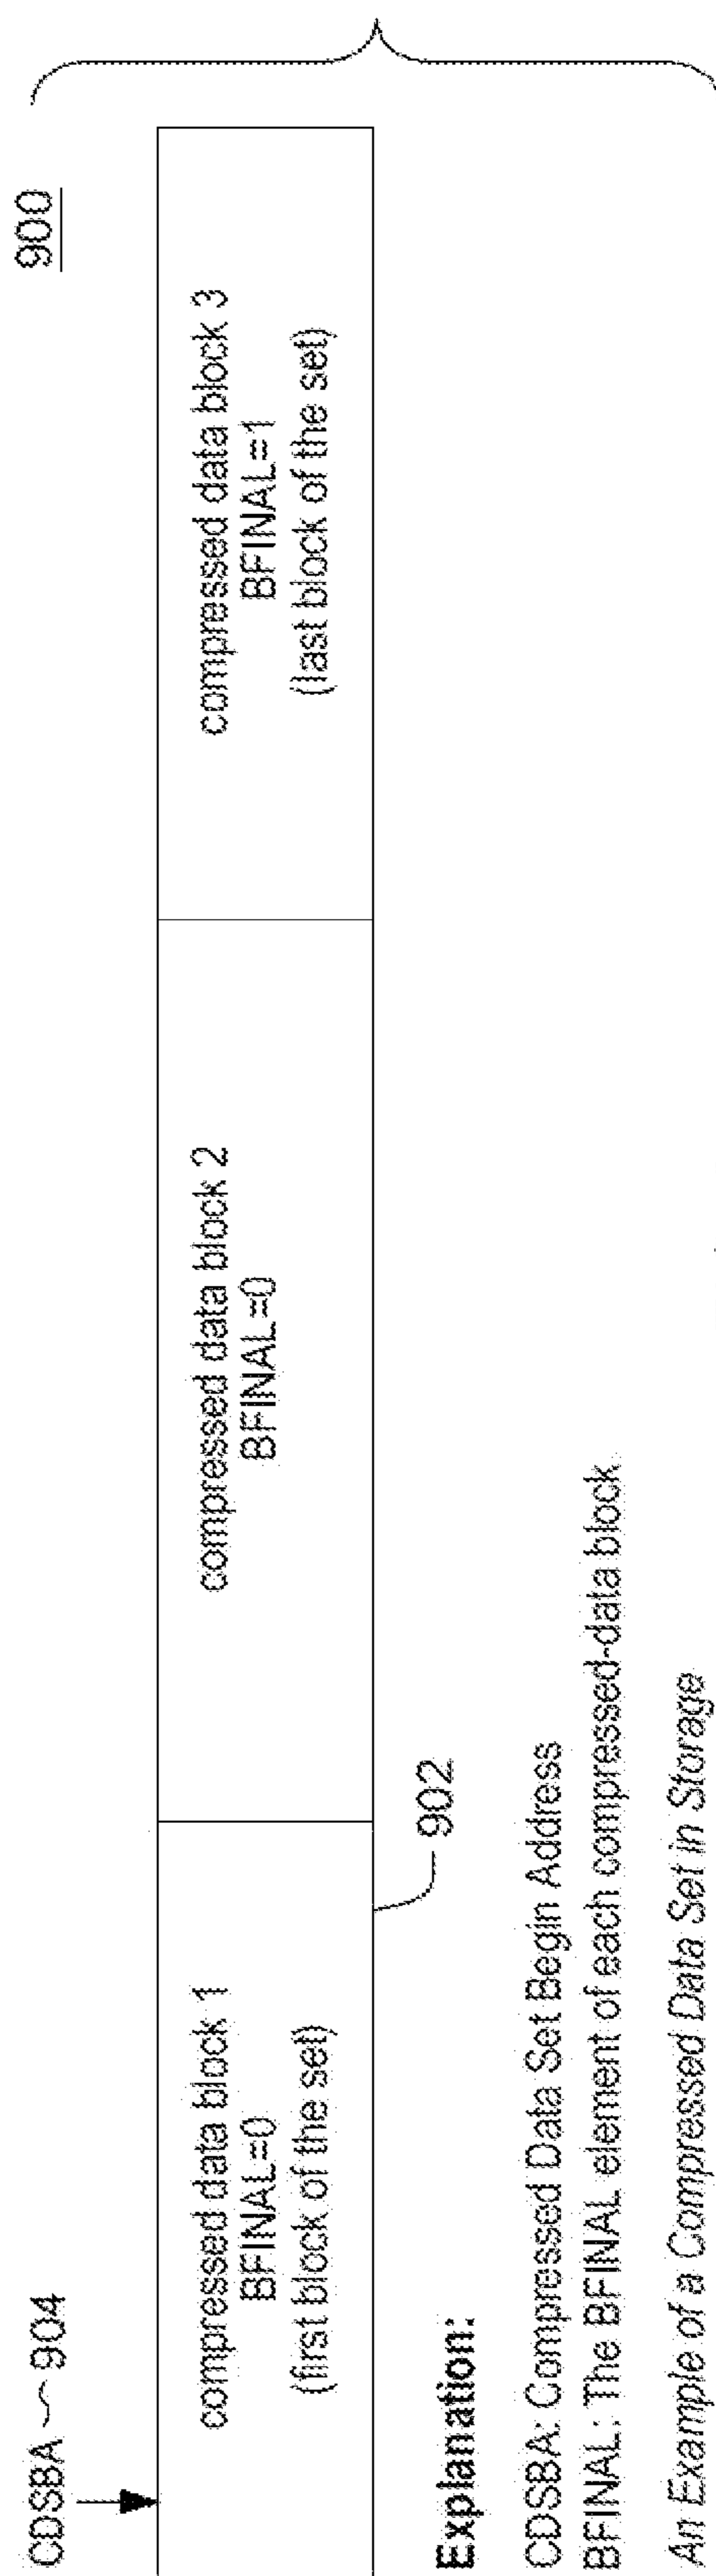 900
CDSBA 904
compressed data block 1
BFINAL=0
(first block of the set)
compressed data block 2
BFINAL=0
compressed data block 3
BFINAL=1
(last block of the set)
902
Explanation:
CDSBA: Compressed Data Set Begin Address
BFINAL: The BFINAL element of each compressed-data block
An Example of a Compressed Data Set in Storage